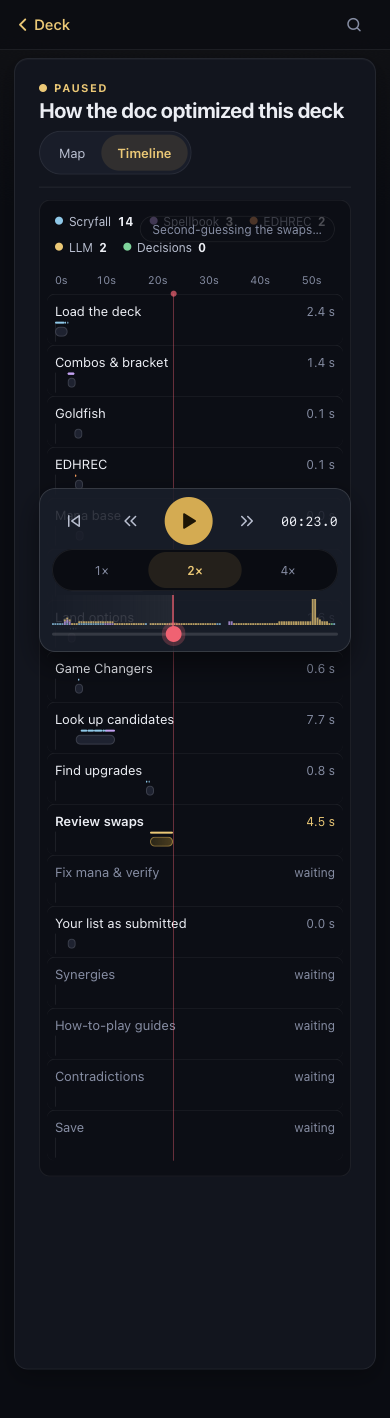 Deck
PAUSED
How the doc optimized this deck
Map Timeline
Scryfall 14 Spellbook 3 EDHREC 2
Second-guessing the swaps...
LLM 2 Decisions 0
0s 10s 20s 30s 40s 50s
Load the deck 2.4 s
Combos & bracket 1.4 s
Goldfish 0.1 s
EDHREC 0.1 s
Mana base
00:23.0
1× 2× 4×
Land options
Game Changers 0.6 s
Look up candidates 7.7 s
Find upgrades 0.8 s
Review swaps 4.5 s
Fix mana & verify waiting
Your list as submitted 0.0 s
Synergies waiting
How-to-play guides waiting
Contradictions waiting
Save waiting